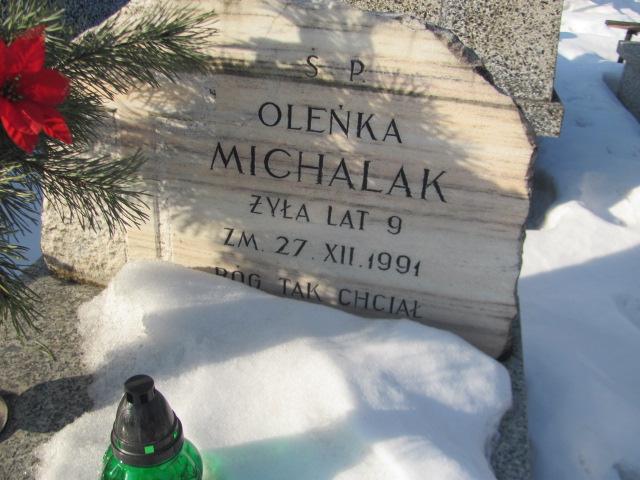 Ś P
OLEŃKA
MICHALAK
ŻYŁA LAT 9
ZM. 27. XII. 1991
BÓG TAK CHCIAŁ